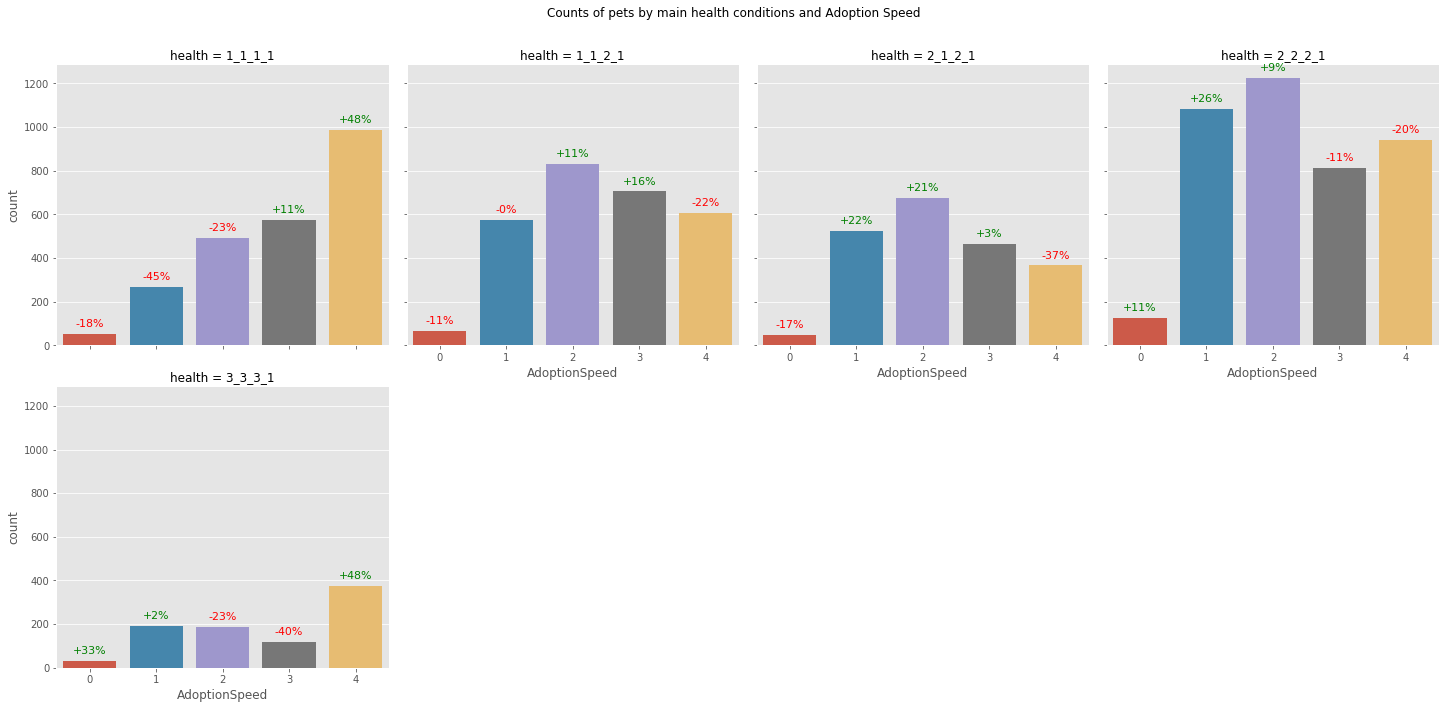 Counts of pets by main health conditions and Adoption Speed
health = 1_1_1_1
1200
1000
800
600
400
200
0
count
-18%
-45%
-23%
+11%
+48%
health = 1_1_2_1
-11%
-0%
+11%
+16%
-22%
0 1 2 3 4
AdoptionSpeed
health = 2_1_2_1
-17%
+22%
+21%
+3%
-37%
0 1 2 3 4
AdoptionSpeed
health = 2_2_2_1
+11%
+26%
+9%
-11%
-20%
0 1 2 3 4
AdoptionSpeed
health = 3_3_3_1
1200
1000
800
600
400
200
0
count
+33%
+2%
-23%
-40%
+48%
0 1 2 3 4
AdoptionSpeed